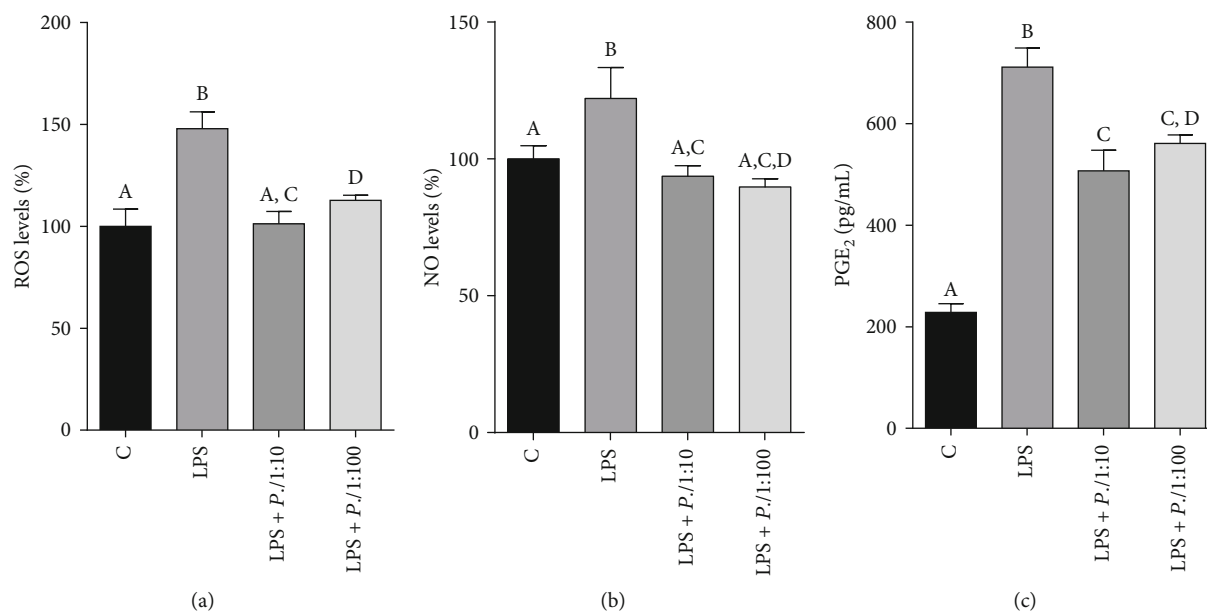 200
150
100
50
0
ROS levels (%)
A
B
A, C
D
C
LPS
LPS + P./1:10
LPS + P./1:100
(a)
150
100
50
0
NO levels (%)
A
B
A,C
A,C,D
C
LPS
LPS + P./1:10
LPS + P./1:100
(b)
800
600
400
200
0
PGE₂ (pg/mL)
A
B
C
C, D
C
LPS
LPS + P./1:10
LPS + P./1:100
(c)